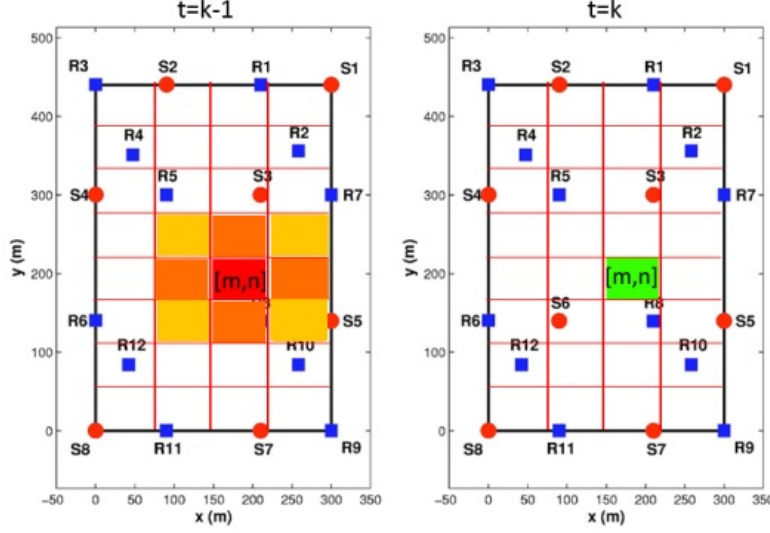 t=k-1
500
R3
S2
R1
S1
400
R4
R2
R5
S3
S4
300
R7
y (m)
200
[m,n]
R6
S5
R12
R10
100
0
S8
R11
S7
R9
-50 0 50 100 150 200 250 300 350
x (m)
t=k
500
R3
S2
R1
S1
400
R4
R2
R5
S3
S4
300
R7
y (m)
200
[m,n]
S6
R8
R6
S5
R12
R10
100
0
S8
R11
S7
R9
-50 0 50 100 150 200 250 300 350
x (m)